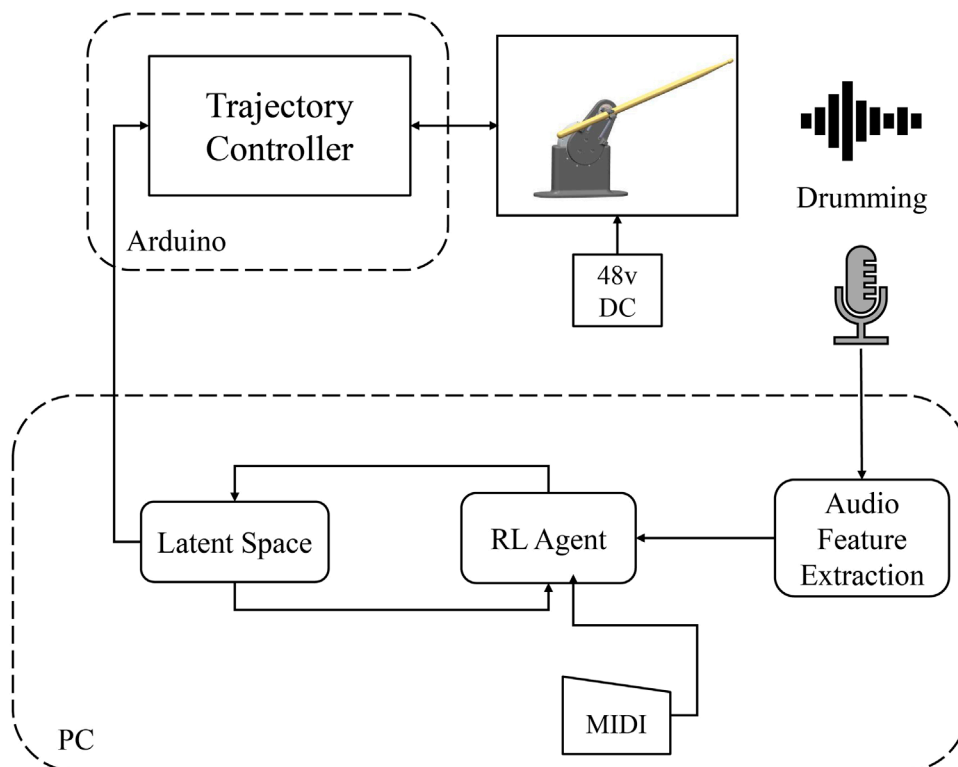 Trajectory
Controller
Arduino
Drumming
48v
DC
Latent Space
RL Agent
Audio
Feature
Extraction
MIDI
PC